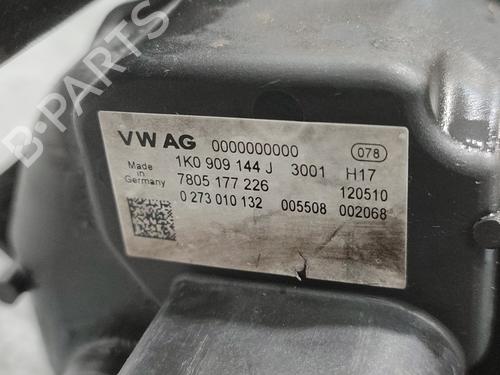 B-PARTS
VW AG 0000000000 078
Made in Germany
1K0 909 144 J 3001 H17
7805 177 226 120510
0 273 010 132 005508 002068